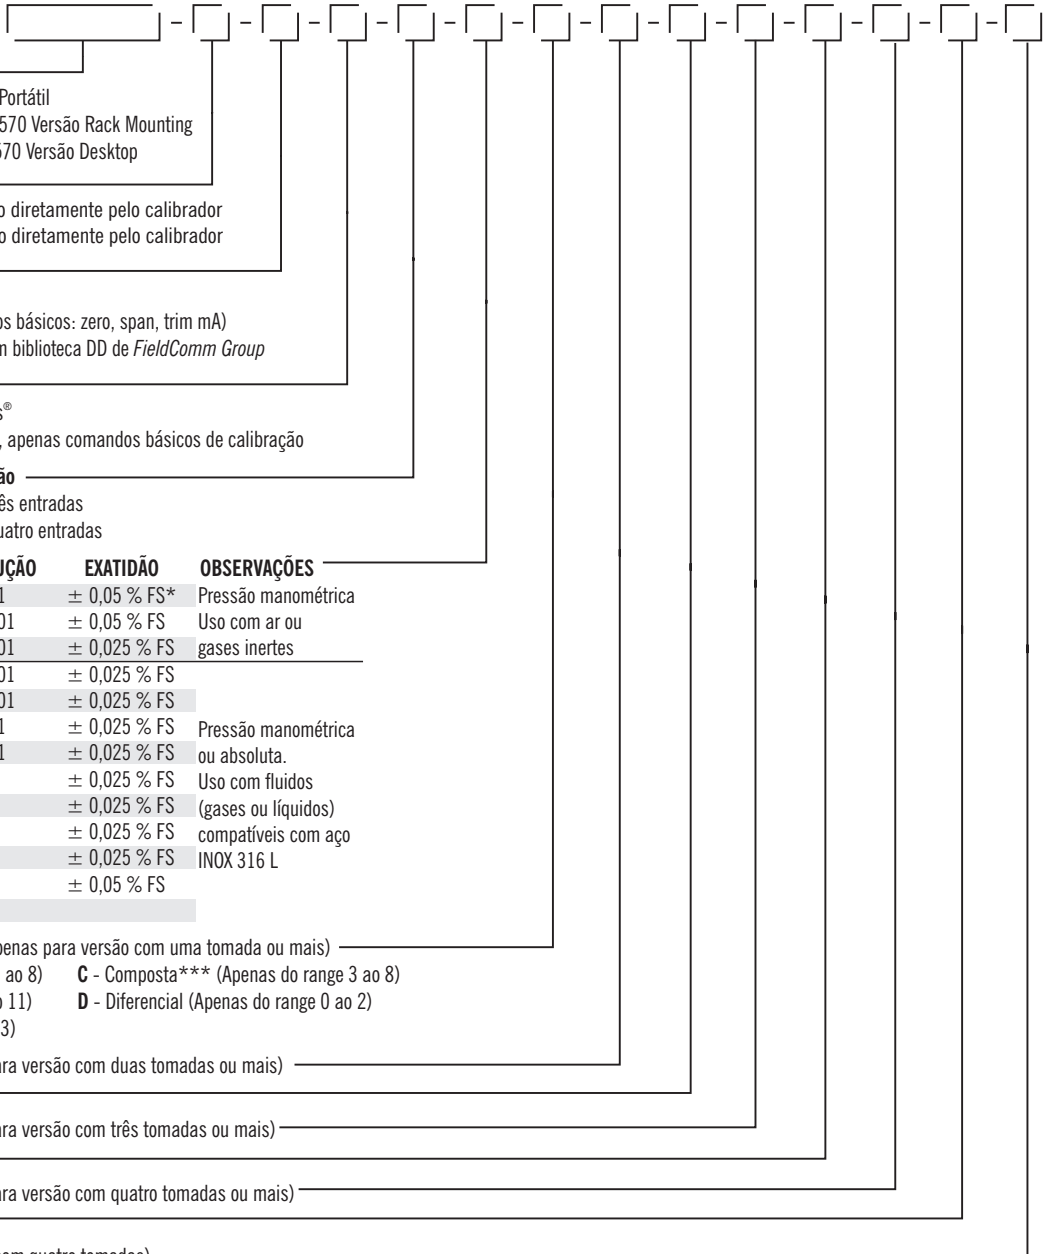 Portátil
570 Versão Rack Mounting
570 Versão Desktop
o diretamente pelo calibrador
o diretamente pelo calibrador
os básicos: zero, span, trim mA)
m biblioteca DD de FieldComm Group
s®
, apenas comandos básicos de calibração
ão
ês entradas
uatro entradas
UÇÃO EXATIDÃO OBSERVAÇÕES
1 ± 0,05 % FS* Pressão manométrica
01 ± 0,05 % FS Uso com ar ou
01 ± 0,025 % FS gases inertes
01 ± 0,025 % FS
01 ± 0,025 % FS
1 ± 0,025 % FS Pressão manométrica
1 ± 0,025 % FS ou absoluta.
± 0,025 % FS Uso com fluidos
± 0,025 % FS (gases ou líquidos)
± 0,025 % FS compatíveis com aço
± 0,025 % FS INOX 316 L
± 0,05 % FS
penas para versão com uma tomada ou mais)
ao 8) C - Composta*** (Apenas do range 3 ao 8)
o 11) D - Diferencial (Apenas do range 0 ao 2)
3)
ara versão com duas tomadas ou mais)
ara versão com três tomadas ou mais)
ara versão com quatro tomadas ou mais)
com quatro tomadas)